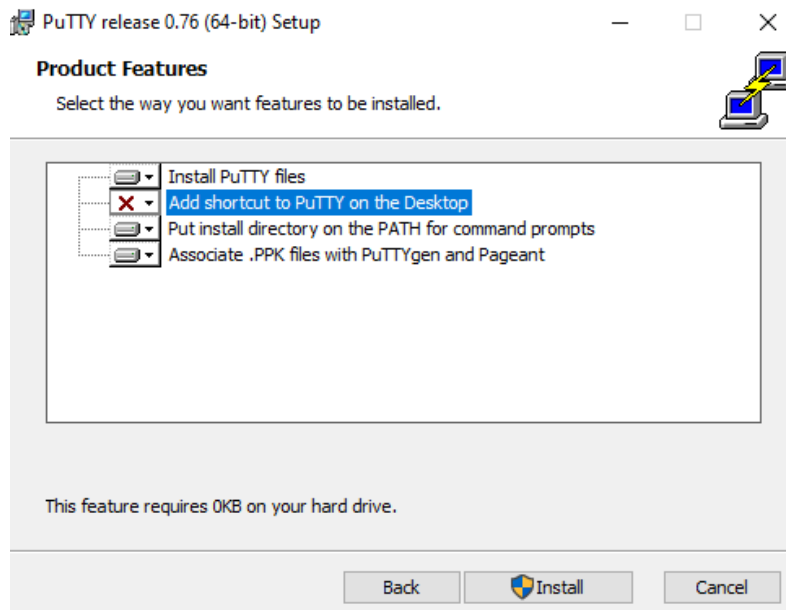 PuTTY release 0.76 (64-bit) Setup
Product Features
Select the way you want features to be installed.
Install PuTTY files
Add shortcut to PuTTY on the Desktop
Put install directory on the PATH for command prompts
Associate .PPK files with PuTTYgen and Pageant
This feature requires 0KB on your hard drive.
Back Install Cancel